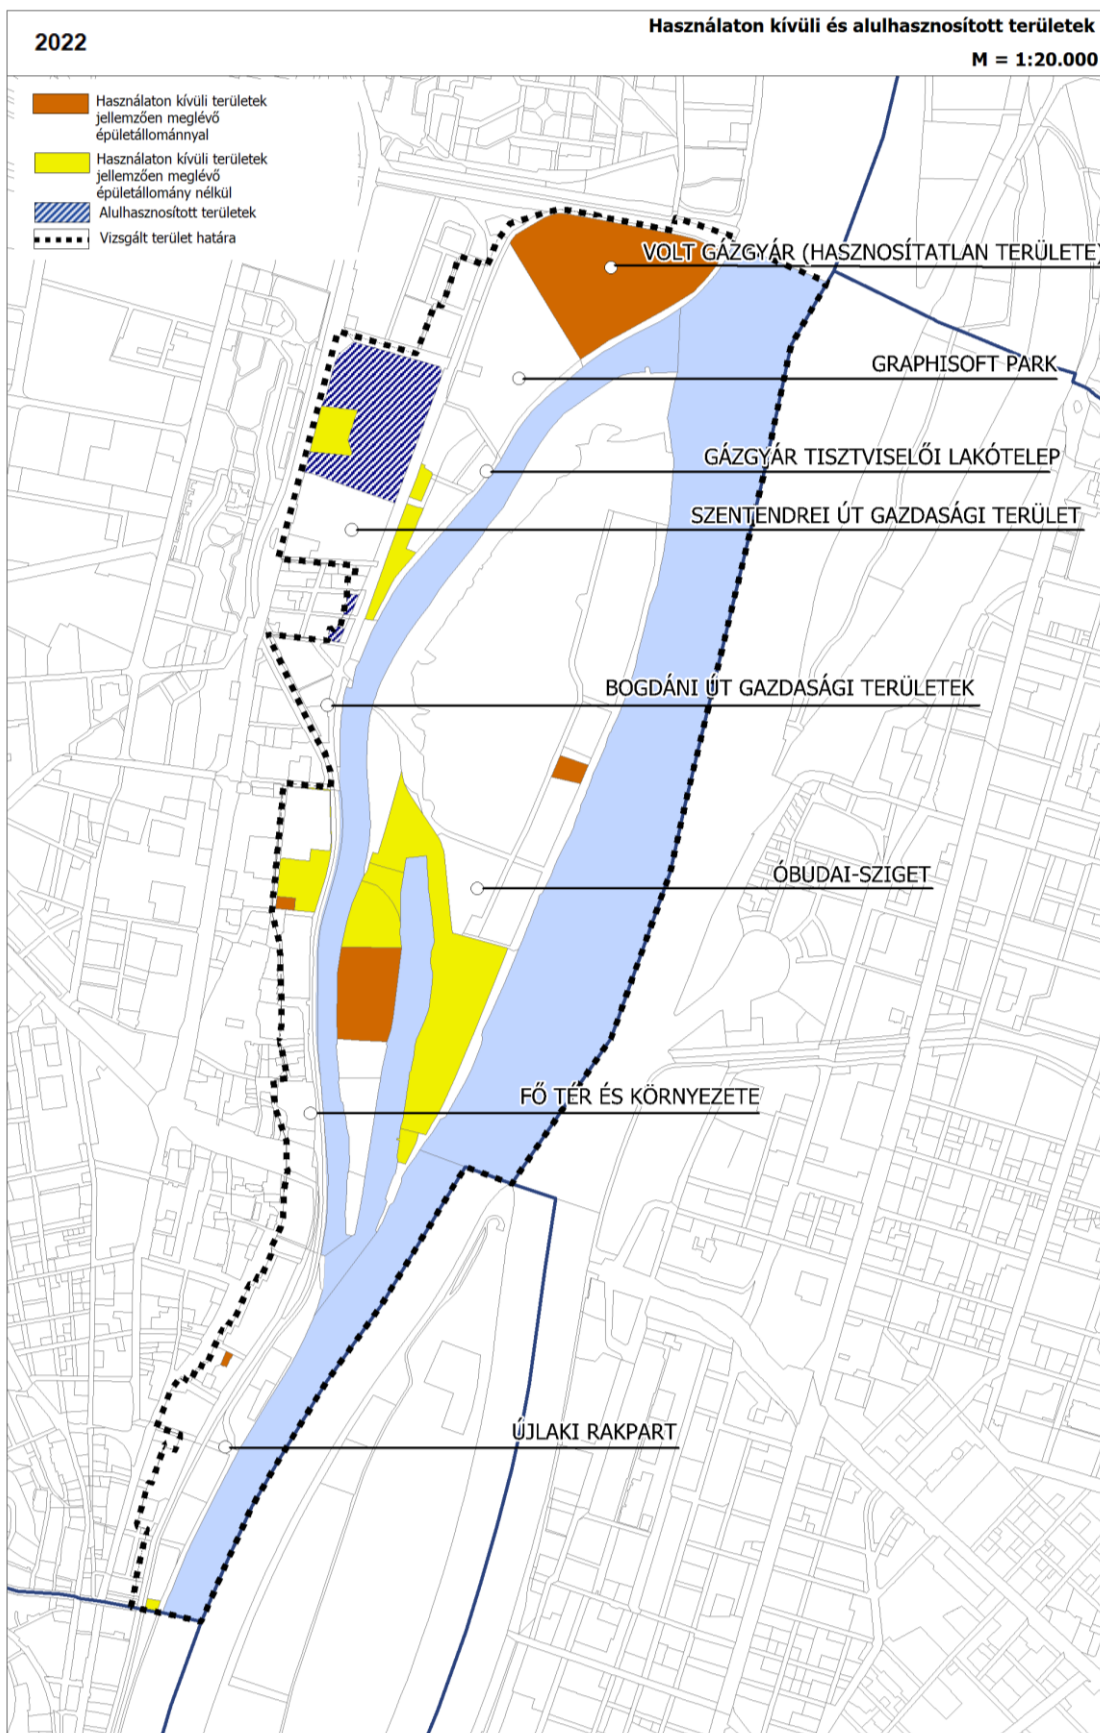 2022
Használaton kívüli és alulhasznosított területek
M = 1:20.000
Használaton kívüli területek
jellemzően meglévő
épületállománnyal
Használaton kívüli területek
jellemzően meglévő
épületállomány nélkül
Alulhasznosított területek
Vizsgált terület határa
VOLT GÁZGYÁR (HASZNOSÍTATLAN TERÜLETE)
GRAPHISOFT PARK
GÁZGYÁR TISZTVISELŐI LAKÓTELEP
SZENTENDREI ÚT GAZDASÁGI TERÜLET
BOGDÁNI ÚT GAZDASÁGI TERÜLETEK
ÓBUDAI-SZIGET
FŐ TÉR ÉS KÖRNYEZETE
ÚJLAKI RAKPART